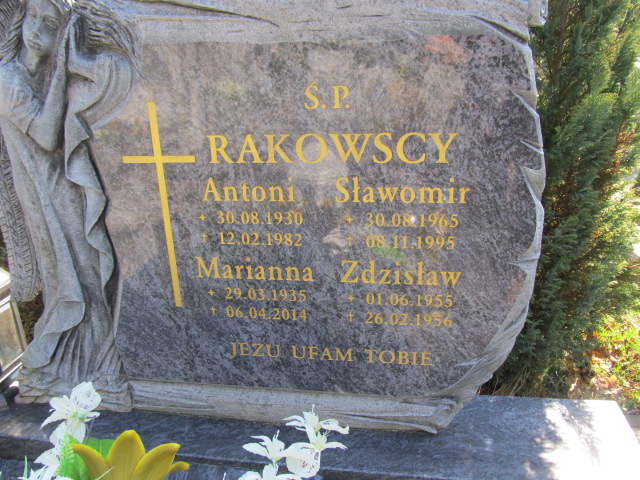 Ś.P.
RAKOWSCY
Antoni Sławomir
+ 30.08.1930 + 30.08.1965
† 12.02.1982 † 08.11.1995
Marianna Zdzisław
+ 29.03.1935 + 01.06.1955
† 06.04.2014 † 26.02.1956
JEZU UFAM TOBIE